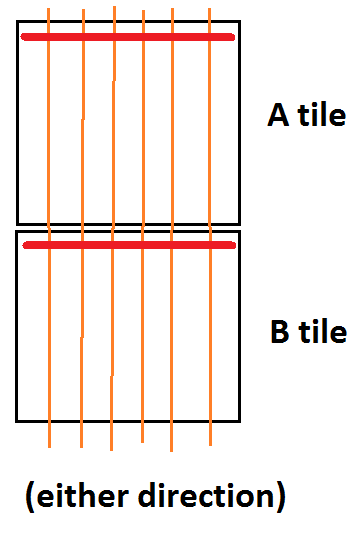 A tile
B tile
(either direction)